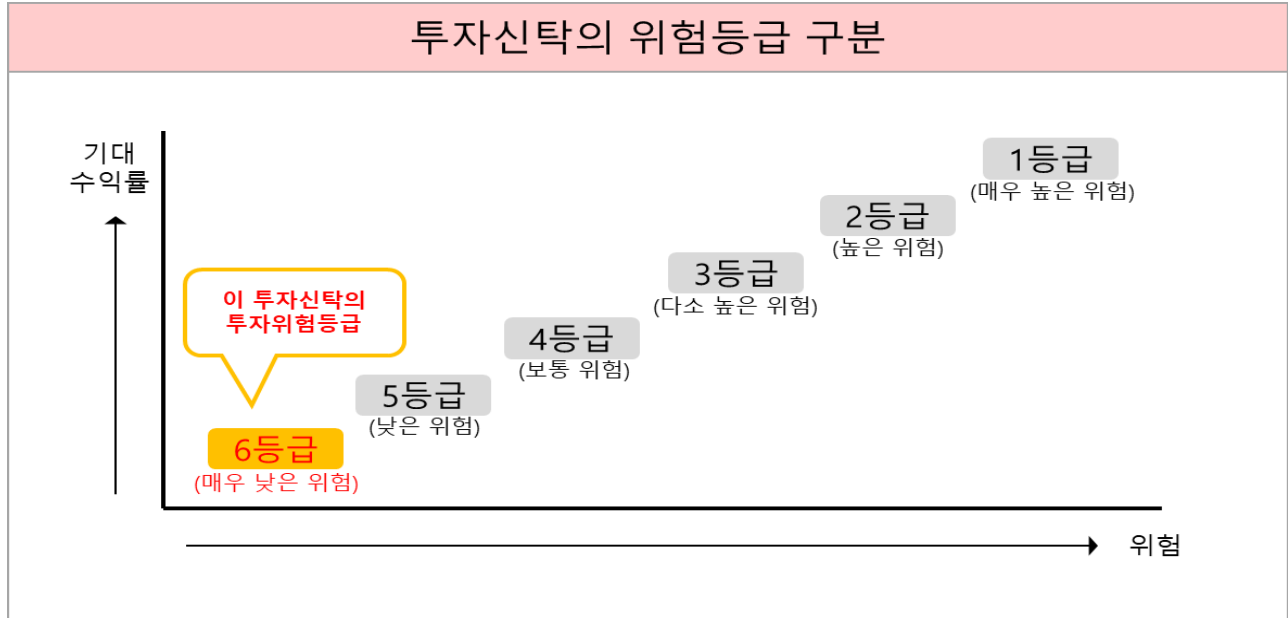 투자신탁의 위험등급 구분
기대
수익률
1등급
(매우 높은 위험)
2등급
(높은 위험)
3등급
(다소 높은 위험)
이 투자신탁의
투자위험등급
4등급
(보통 위험)
5등급
(낮은 위험)
6등급
(매우 낮은 위험)
위험